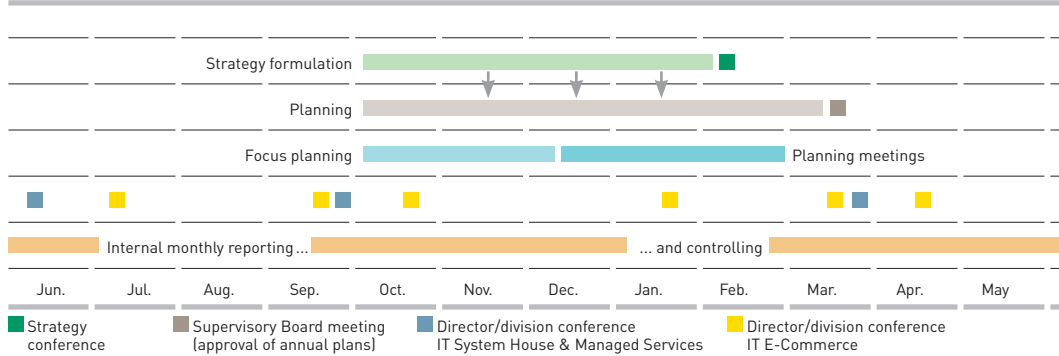 Strategy formulation
Planning
Focus planning
Planning meetings
Internal monthly reporting ...
... and controlling
Jun. Jul. Aug. Sep. Oct. Nov. Dec. Jan. Feb. Mar. Apr. May
Strategy
conference
Supervisory Board meeting
(approval of annual plans)
Director/division conference
IT System House & Managed Services
Director/division conference
IT E-Commerce